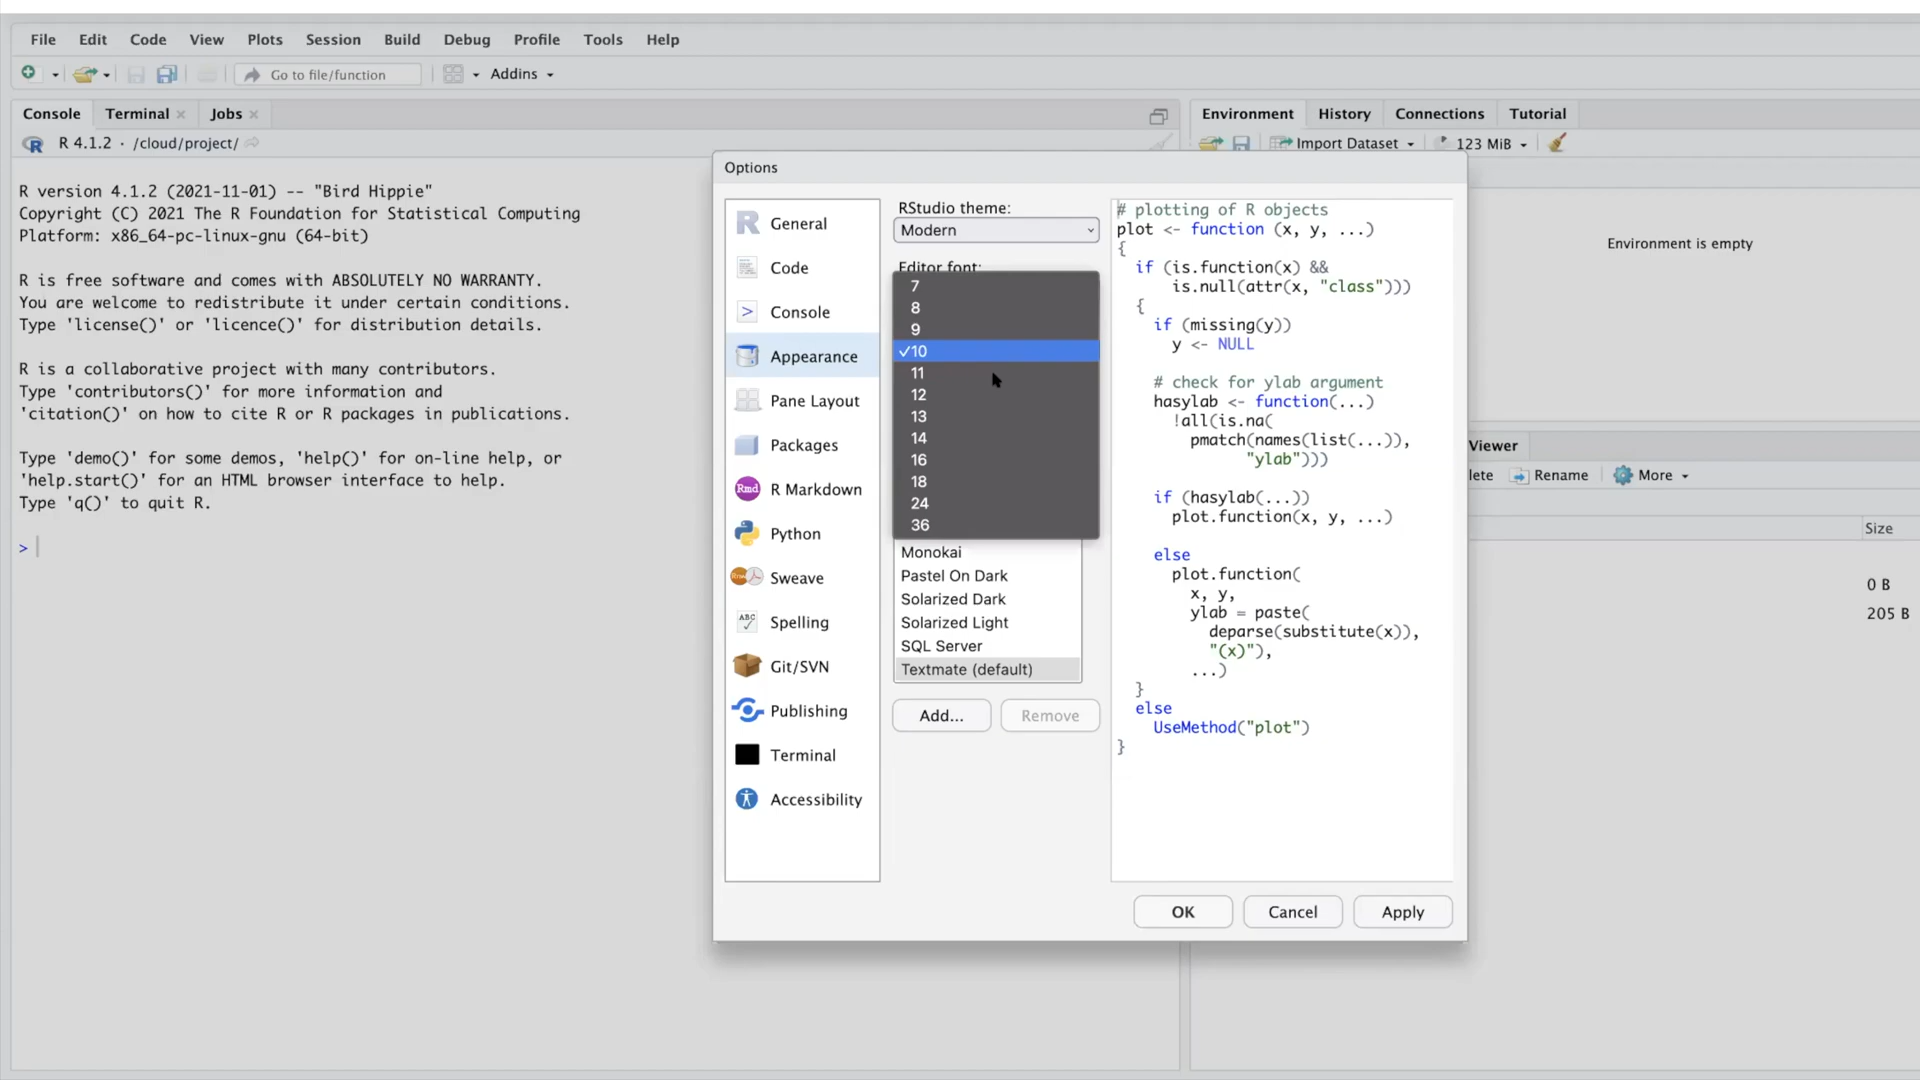 File Edit Code View Plots Session Build Debug Profile Tools Help
Go to file/function Addins
Console Terminal Jobs
R 4.1.2 · /cloud/project/
R version 4.1.2 (2021-11-01) -- "Bird Hippie"
Copyright (C) 2021 The R Foundation for Statistical Computing
Platform: x86_64-pc-linux-gnu (64-bit)
R is free software and comes with ABSOLUTELY NO WARRANTY.
You are welcome to redistribute it under certain conditions.
Type 'license()' or 'licence()' for distribution details.
R is a collaborative project with many contributors.
Type 'contributors()' for more information and
'citation()' on how to cite R or R packages in publications.
Type 'demo()' for some demos, 'help()' for on-line help, or
'help.start()' for an HTML browser interface to help.
Type 'q()' to quit R.
>
Options
General
Code
> Console
Appearance
Pane Layout
Packages
Rmd R Markdown
Python
Sweave
ABC Spelling
Git/SVN
Publishing
Terminal
Accessibility
RStudio theme:
Modern
Editor font:
7
8
9
✓10
11
12
13
14
16
18
24
36
Monokai
Pastel On Dark
Solarized Dark
Solarized Light
SQL Server
Textmate (default)
Add... Remove
# plotting of R objects
plot <- function (x, y, ...)
{
  if (is.function(x) &&
      is.null(attr(x, "class")))
  {
    if (missing(y))
      y <- NULL
    # check for ylab argument
    hasylab <- function(...)
      !all(is.na(
        pmatch(names(list(...)),
              "ylab")))
    if (hasylab(...))
      plot.function(x, y, ...)
    else
      plot.function(
        x, y,
        ylab = paste(
          deparse(substitute(x)),
          "(x)"),
        ...)
  }
  else
    UseMethod("plot")
}
OK Cancel Apply
Environment History Connections Tutorial
Import Dataset 123 MiB
Environment is empty
Viewer
lete Rename More
Size
0 B
205 B